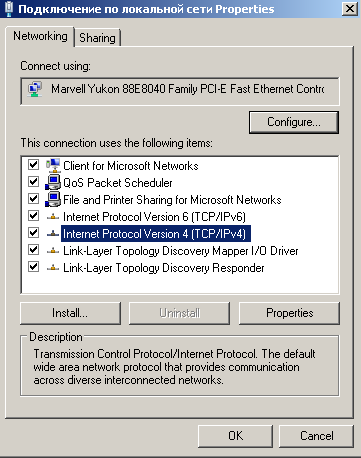 Подключение по локальной сети Properties
Networking
Sharing
Connect using:
Marvell Yukon 88E8040 Family PCI-E Fast Ethernet Contr
Configure...
This connection uses the following items:
Client for Microsoft Networks
QoS Packet Scheduler
File and Printer Sharing for Microsoft Networks
Internet Protocol Version 6 (TCP/IPv6)
Internet Protocol Version 4 (TCP/IPv4)
Link-Layer Topology Discovery Mapper I/O Driver
Link-Layer Topology Discovery Responder
Install...
Uninstall
Properties
Description
Transmission Control Protocol/Internet Protocol. The default
wide area network protocol that provides communication
across diverse interconnected networks.
OK
Cancel